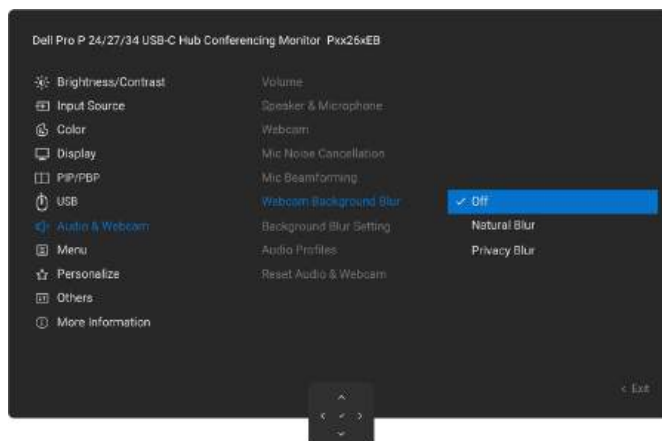 Dell Pro P 24/27/34 USB-C Hub Conferencing Monitor Pxx26xEB
Brightness/Contrast
Volume
Input Source
Speaker & Microphone
Color
Webcam
Display
Mic Noise Cancellation
PIP/PBP
Mic Beamforming
USB
Webcam Background Blur
Off
Audio & Webcam
Background Blur Setting
Natural Blur
Menu
Audio Profiles
Privacy Blur
Personalize
Reset Audio & Webcam
Others
More Information
< Exit